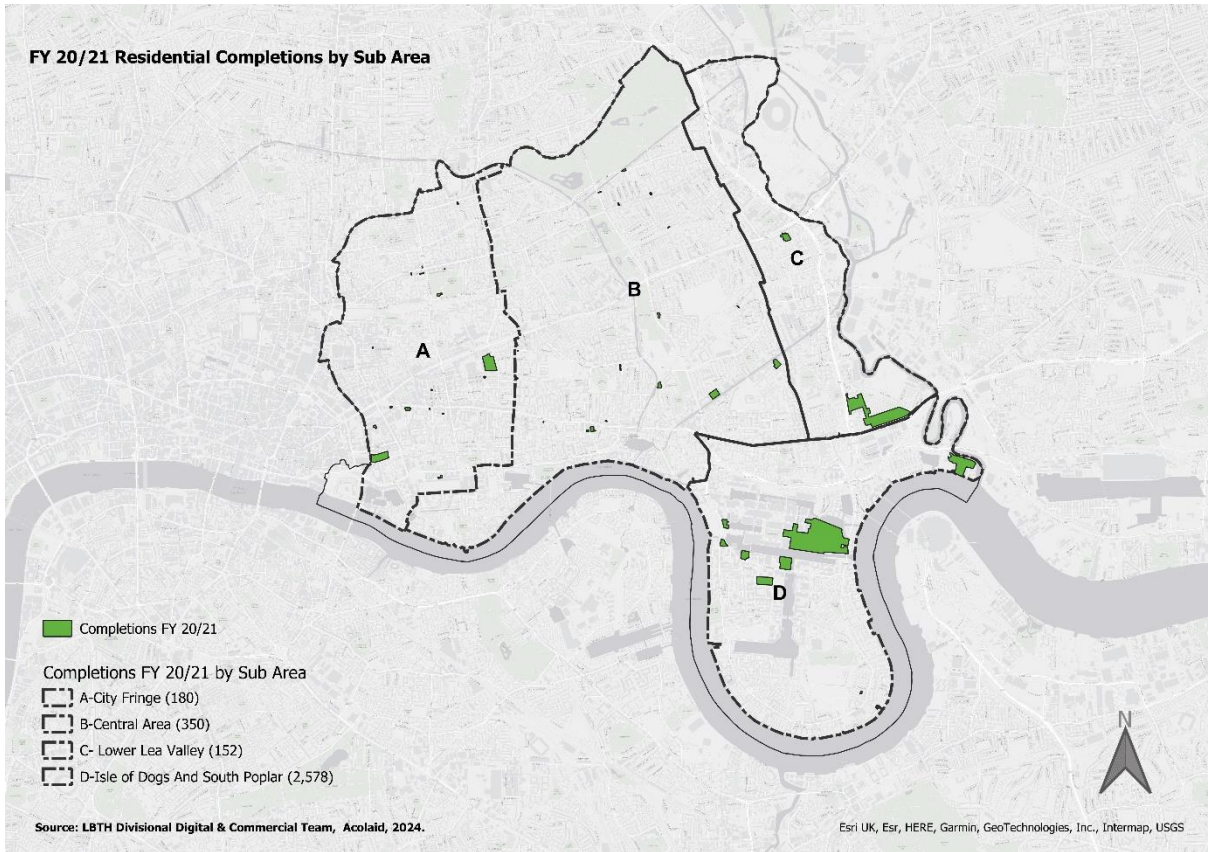 FY 20/21 Residential Completions by Sub Area
C
B
A
D
Completions FY 20/21
Completions FY 20/21 by Sub Area
A-City Fringe (180)
B-Central Area (350)
C- Lower Lea Valley (152)
D-Isle of Dogs And South Poplar (2,578)
N
Source: LBTH Divisional Digital & Commercial Team, Acolaid, 2024.
Esri UK, Esr, HERE, Garmin, GeoTechnologies, Inc., Intermap, USGS